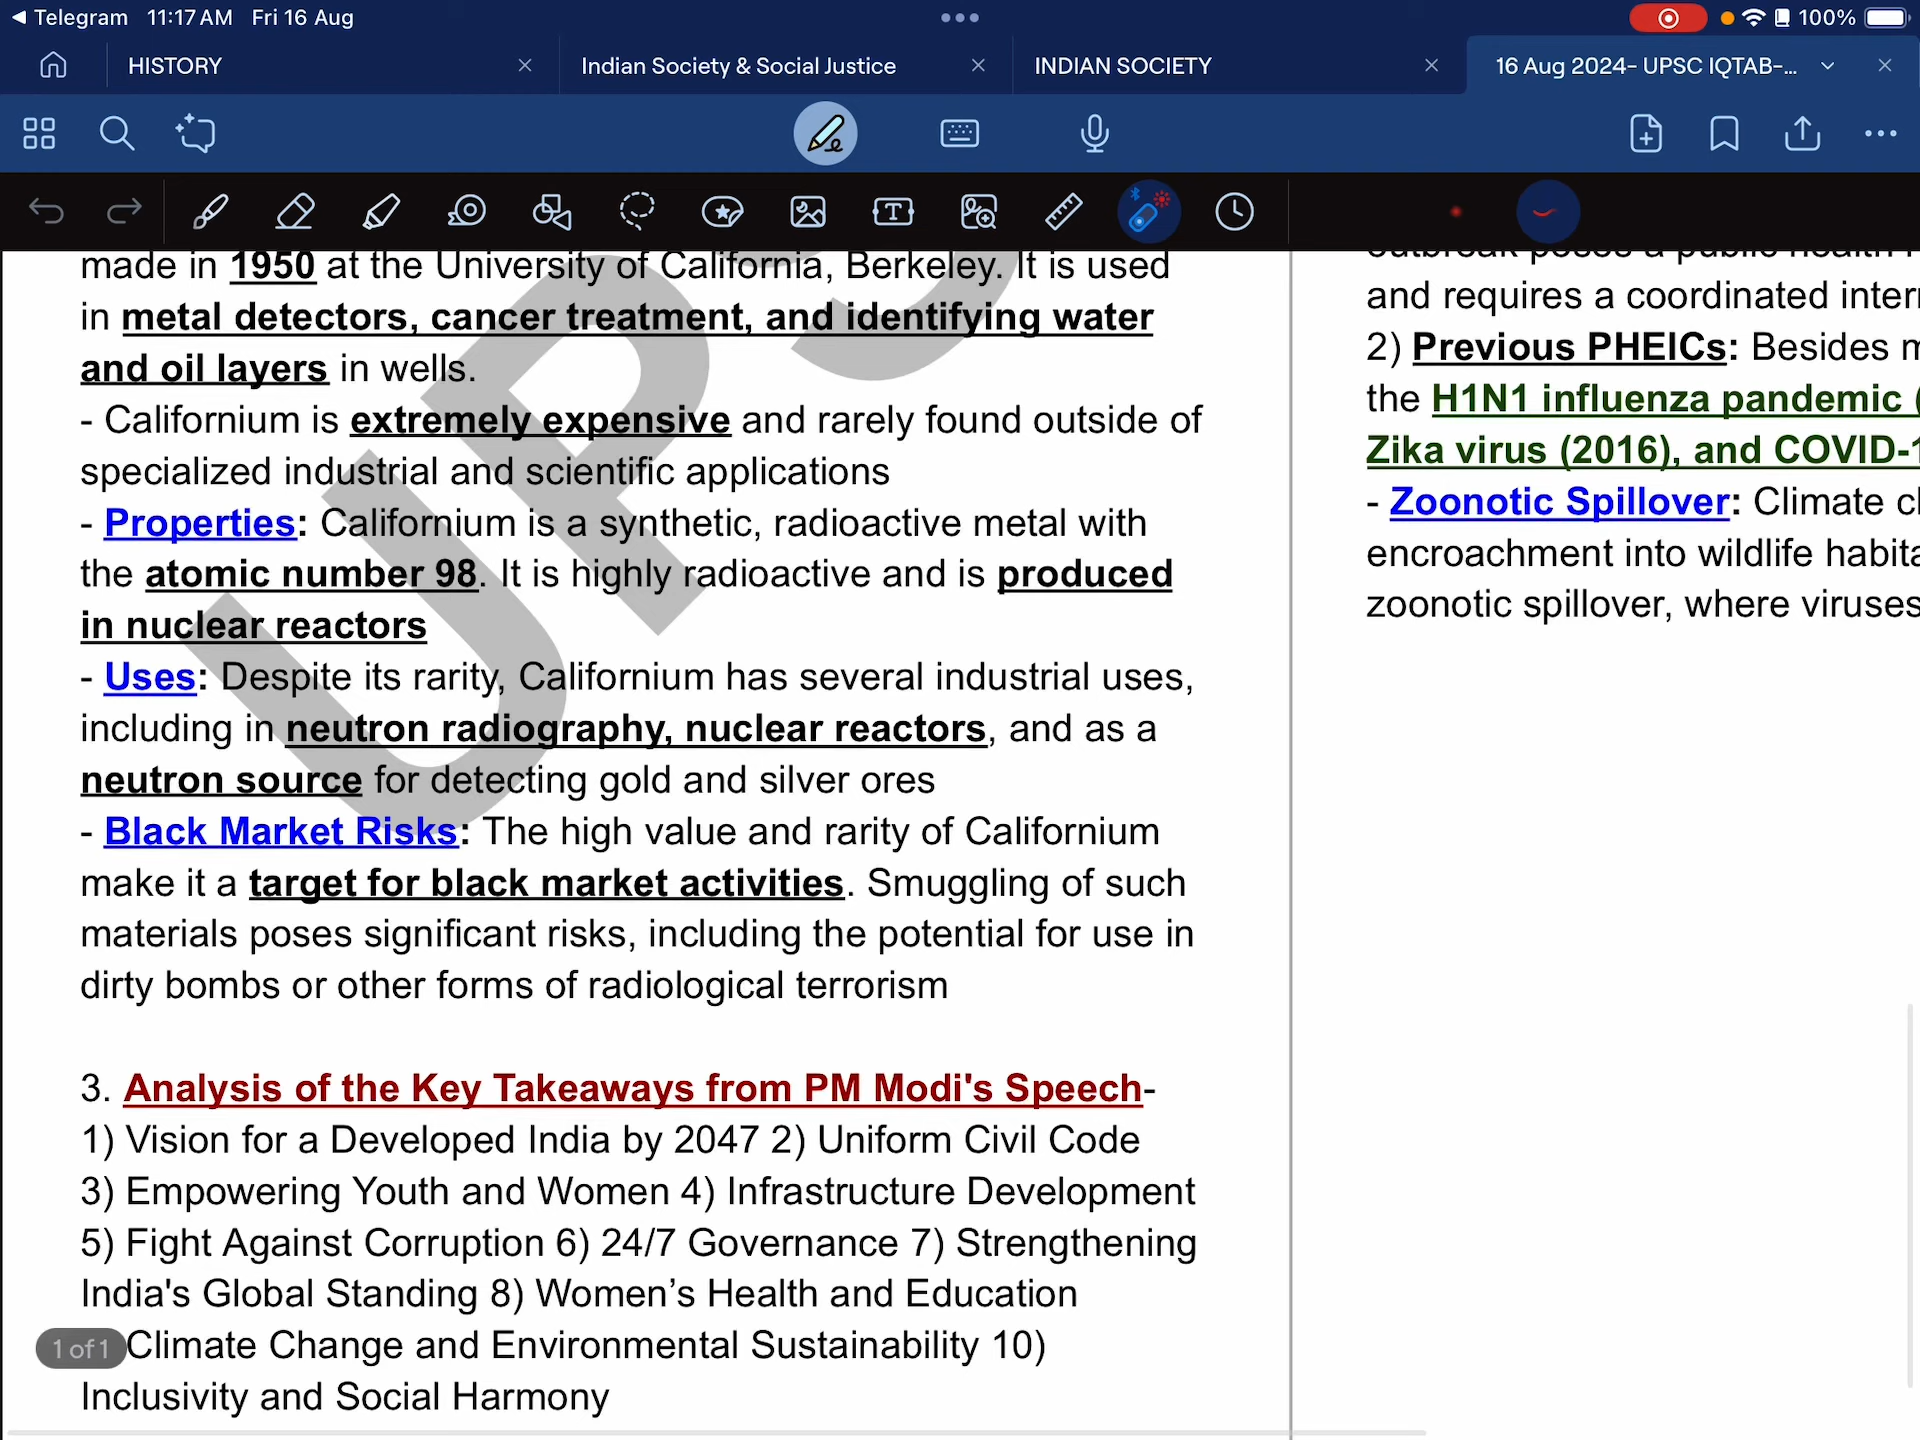 Telegram 11:17 AM Fri 16 Aug
100%
HISTORY
Indian Society & Social Justice
INDIAN SOCIETY
16 Aug 2024- UPSC IQTAB-...
made in 1950 at the University of California, Berkeley. It is used
in metal detectors, cancer treatment, and identifying water
and oil layers in wells.
- Californium is extremely expensive and rarely found outside of
specialized industrial and scientific applications
- Properties: Californium is a synthetic, radioactive metal with
the atomic number 98. It is highly radioactive and is produced
in nuclear reactors
- Uses: Despite its rarity, Californium has several industrial uses,
including in neutron radiography, nuclear reactors, and as a
neutron source for detecting gold and silver ores
- Black Market Risks: The high value and rarity of Californium
make it a target for black market activities. Smuggling of such
materials poses significant risks, including the potential for use in
dirty bombs or other forms of radiological terrorism
3. Analysis of the Key Takeaways from PM Modi's Speech-
1) Vision for a Developed India by 2047 2) Uniform Civil Code
3) Empowering Youth and Women 4) Infrastructure Development
5) Fight Against Corruption 6) 24/7 Governance 7) Strengthening
India's Global Standing 8) Women’s Health and Education
Climate Change and Environmental Sustainability 10)
Inclusivity and Social Harmony
1 of 1
UPS
outbreak poses a public health
and requires a coordinated inter
2) Previous PHEICs: Besides m
the H1N1 influenza pandemic (
Zika virus (2016), and COVID-1
- Zoonotic Spillover: Climate cl
encroachment into wildlife habita
zoonotic spillover, where viruses